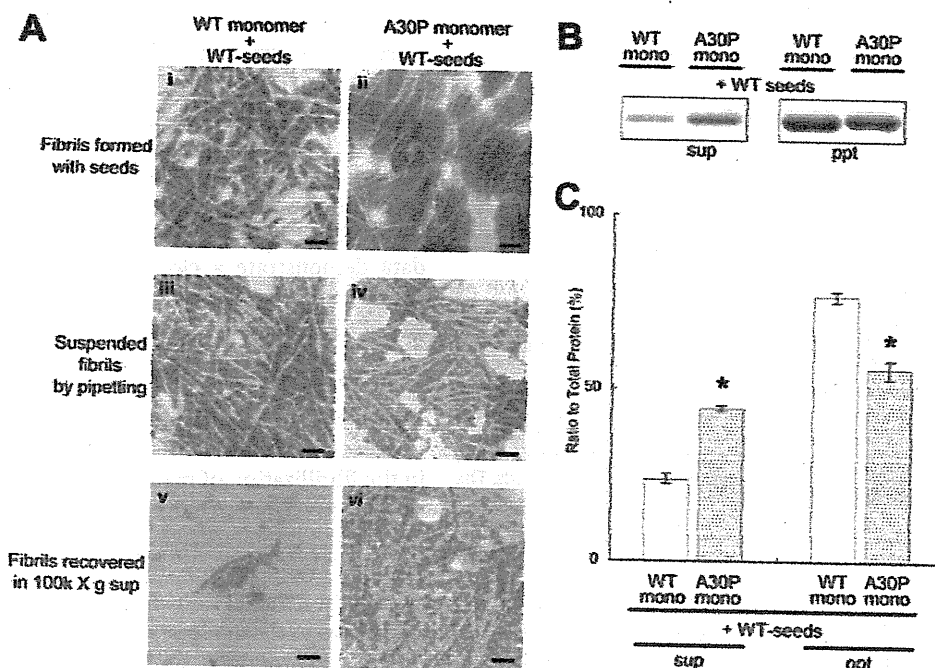 A
WT monomer
+
WT-seeds
A30P monomer
+
WT-seeds
Fibrils formed
with seeds
i
ii
Suspended
fibrils
by pipetting
iii
iv
Fibrils recovered
in 100k X g sup
v
vi
B
WT
mono
A30P
mono
WT
mono
A30P
mono
+ WT seeds
sup
ppt
C
Ratio to Total Protein (%)
100
50
0
*
*
WT
mono
A30P
mono
WT
mono
A30P
mono
+ WT-seeds
sup
ppt